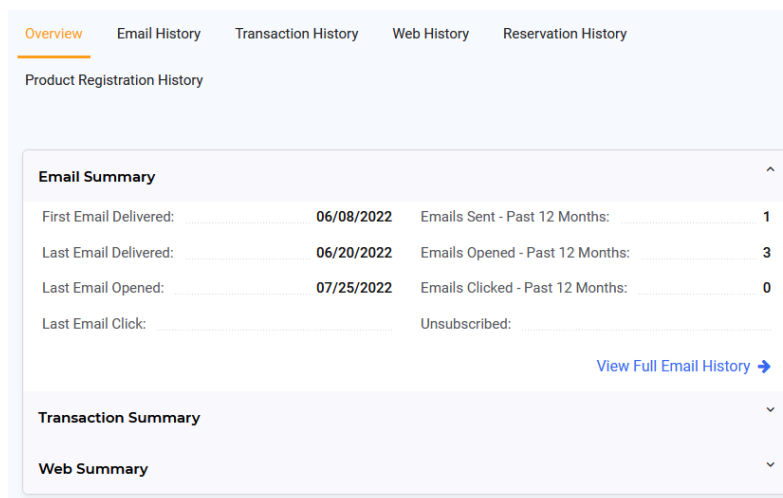 Overview Email History Transaction History Web History Reservation History
Product Registration History
Email Summary
First Email Delivered: 06/08/2022 Emails Sent - Past 12 Months: 1
Last Email Delivered: 06/20/2022 Emails Opened - Past 12 Months: 3
Last Email Opened: 07/25/2022 Emails Clicked - Past 12 Months: 0
Last Email Click: Unsubscribed:
View Full Email History →
Transaction Summary
Web Summary